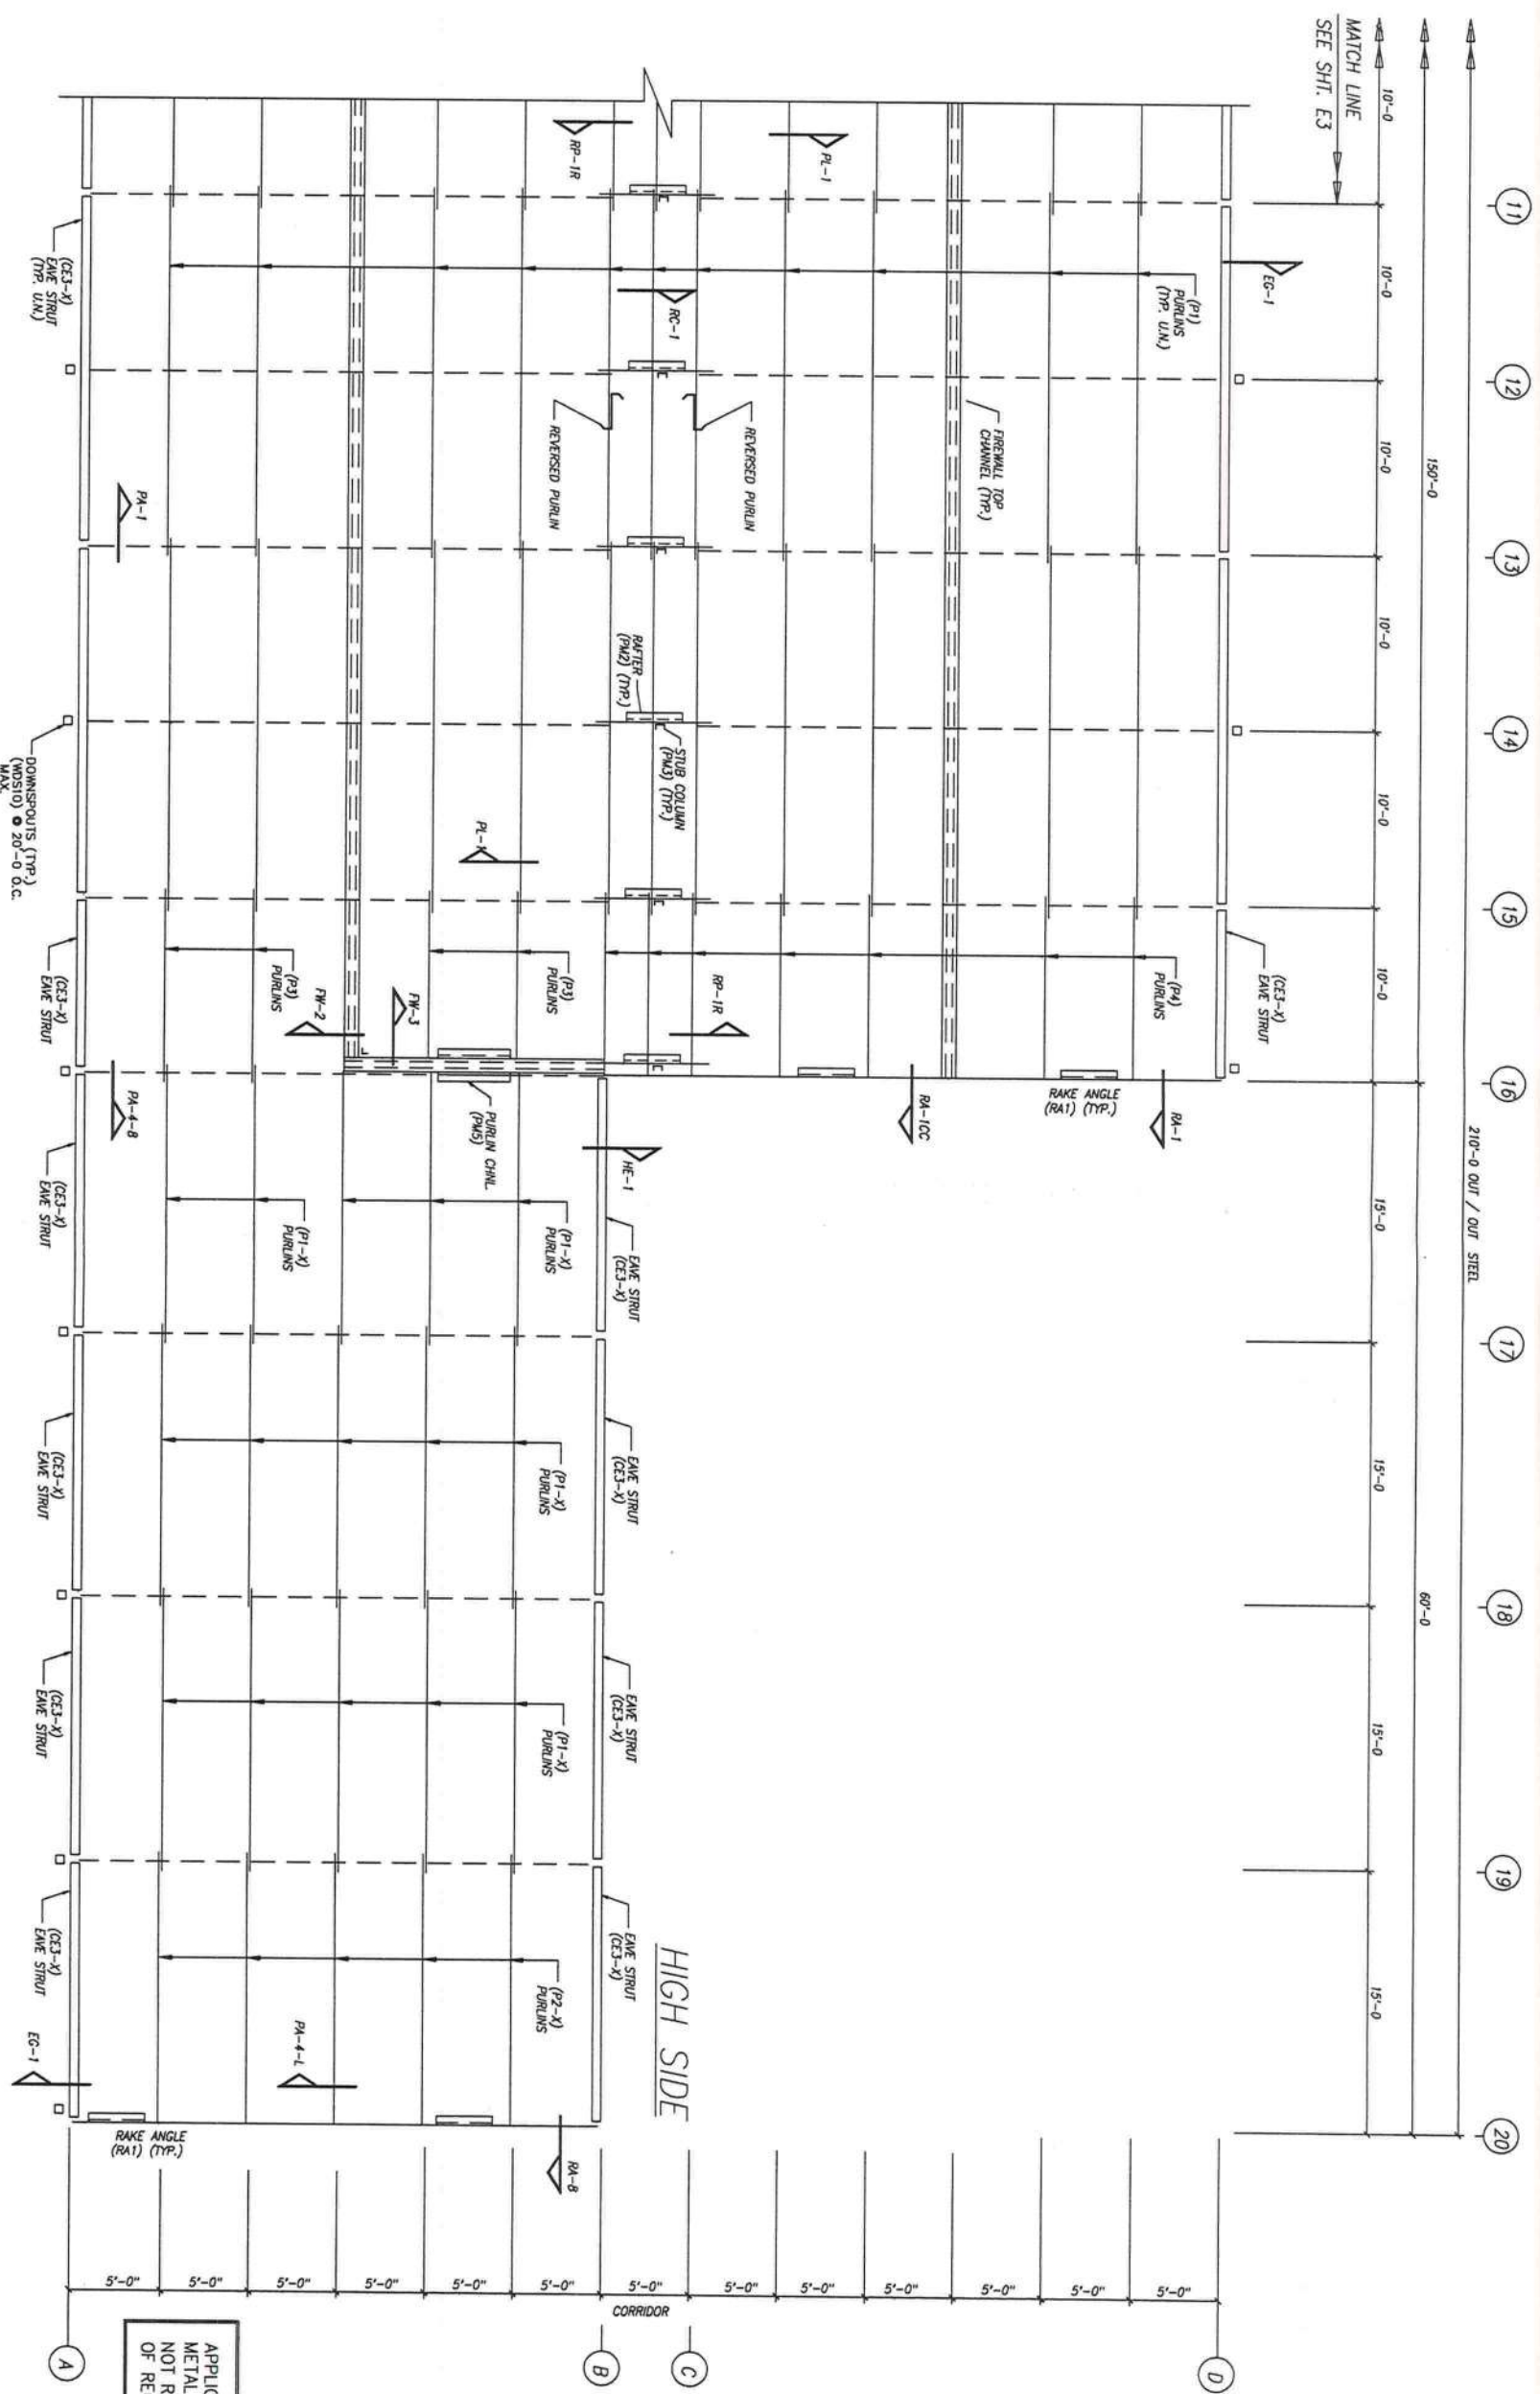 MATCH LINE
SEE SHT. E3
10'-0
10'-0
10'-0
10'-0
10'-0
10'-0
15'-0
15'-0
15'-0
15'-0
150'-0
60'-0
210'-0 OUT / OUT STEEL
11
12
13
14
15
16
17
18
19
20
EG-1
(P1)
PURLINS
(TYP. U.N.)
PL-1
RP-1R
RC-1
FIREWALL TOP
CHANNEL (TYP.)
REVERSED PURLIN
REVERSED PURLIN
(CE3-X)
EAVE STRUT
(TYP. U.N.)
PA-1
RAFTER
(PM2) (TYP.)
STUB COLUMN
(PM3) (TYP.)
PL-1
DOWNSPOUTS (TYP.)
(WDS10) @ 20'-0 O.C.
MAX.
(CE3-X)
EAVE STRUT
(P4)
PURLINS
RP-1R
(P3)
PURLINS
(P3)
PURLINS
FW-3
FW-2
(CE3-X)
EAVE STRUT
RAKE ANGLE
(RA1) (TYP.)
RA-1
RA-1CC
PURLIN CHNL.
(PM5)
HE-1
PA-4-8
(CE3-X)
EAVE STRUT
(P1-X)
PURLINS
(P1-X)
PURLINS
EAVE STRUT
(CE3-X)
EAVE STRUT
(CE3-X)
(P1-X)
PURLINS
(CE3-X)
EAVE STRUT
EAVE STRUT
(CE3-X)
(P1-X)
PURLINS
(CE3-X)
EAVE STRUT
EAVE STRUT
(CE3-X)
(P2-X)
PURLINS
(CE3-X)
EAVE STRUT
HIGH SIDE
PA-4-L
EG-1
RAKE ANGLE
(RA1) (TYP.)
RA-8
5'-0"
5'-0"
5'-0"
5'-0"
5'-0"
5'-0"
5'-0"
5'-0"
5'-0"
5'-0"
5'-0"
5'-0"
5'-0"
CORRIDOR
A
B
C
D
METAL
NOT
OF